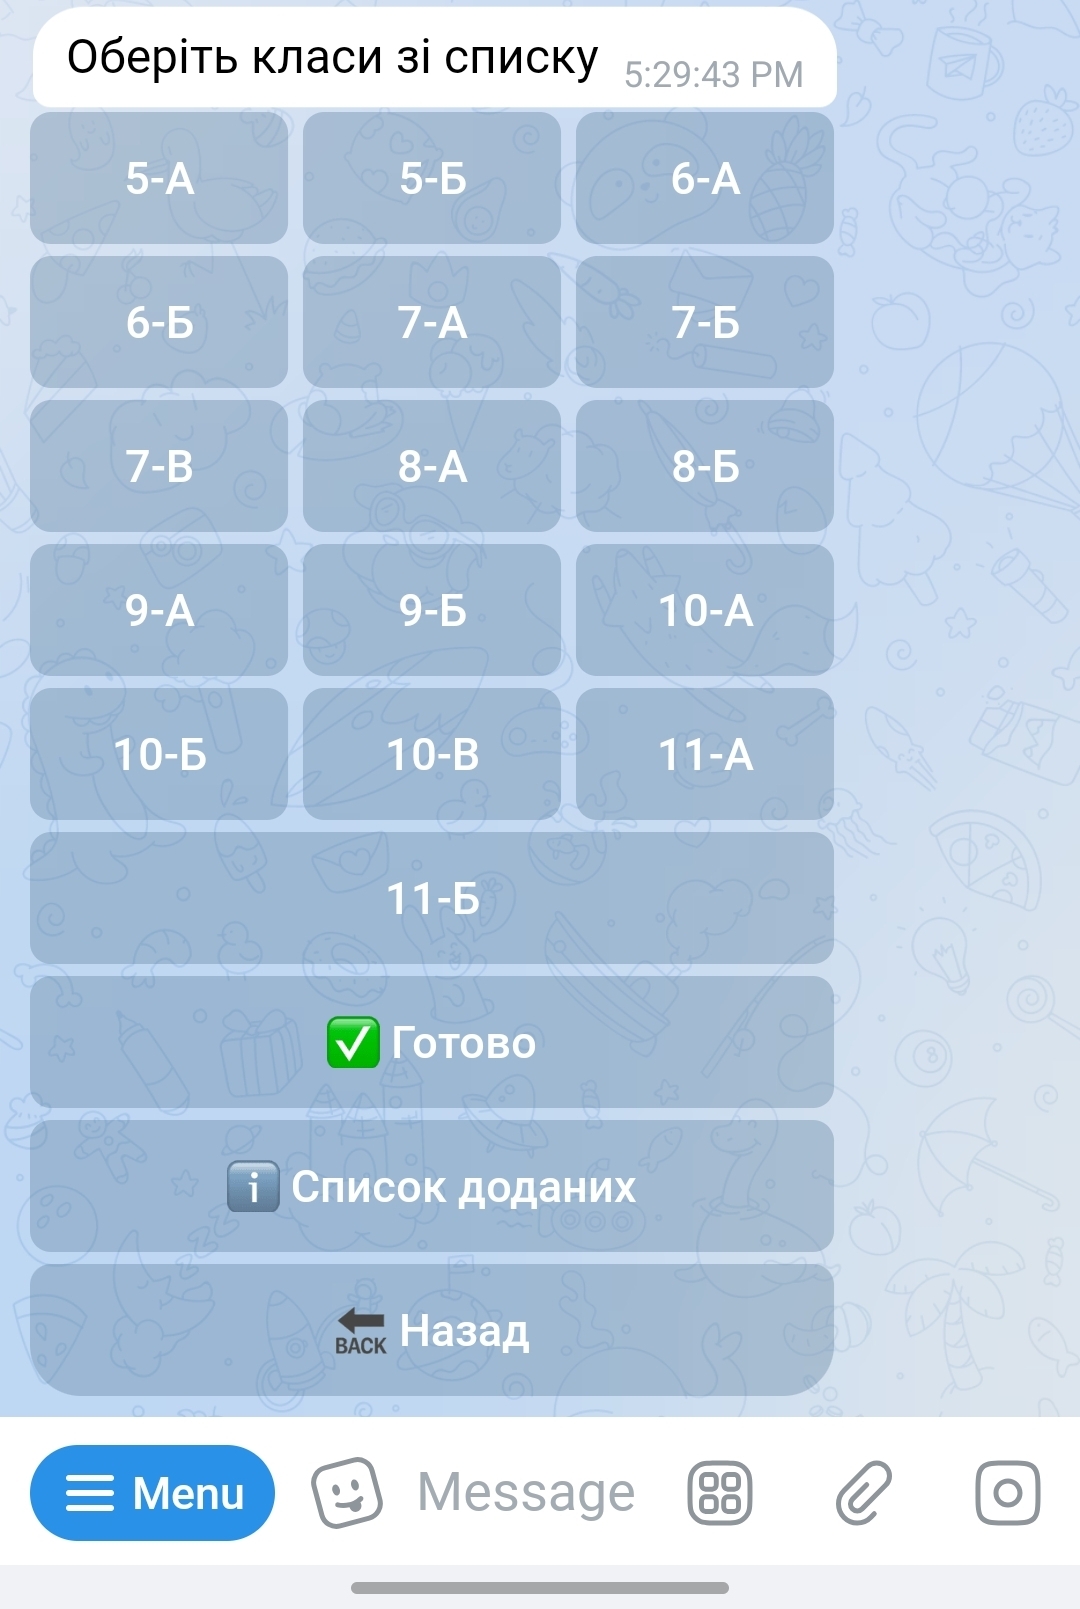 Оберіть класи зі списку 5:29:43 PM
5-А 5-Б 6-А
6-Б 7-А 7-Б
7-В 8-А 8-Б
9-А 9-Б 10-А
10-Б 10-В 11-А
11-Б
✅ Готово
ℹ️ Список доданих
BACK Назад
Menu Message